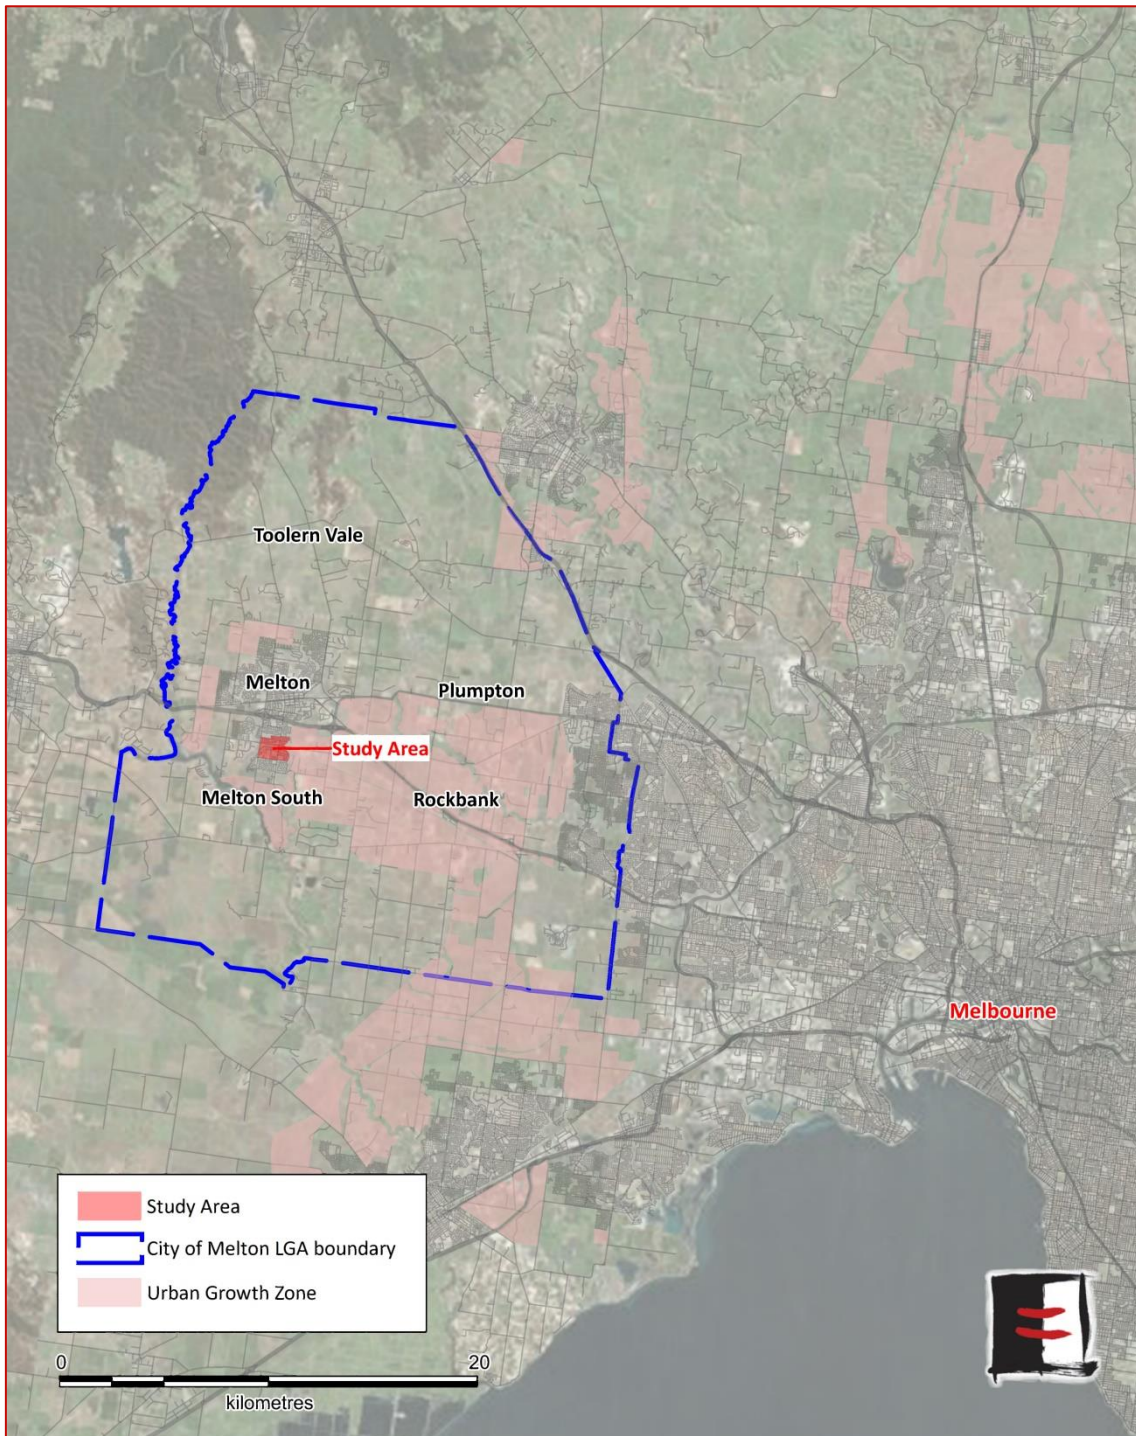 Toolern Vale
Melton
Plumpton
Study Area
Melton South
Rockbank
Melbourne
Study Area
City of Melton LGA boundary
Urban Growth Zone
0 20
kilometres